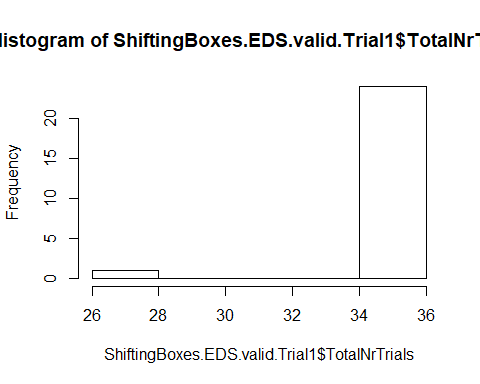 Histogram of ShiftingBoxes.EDS.valid.Trial1$TotalNrT
20
15
10
5
0
Frequency
26 28 30 32 34 36
ShiftingBoxes.EDS.valid.Trial1$TotalNrTrials